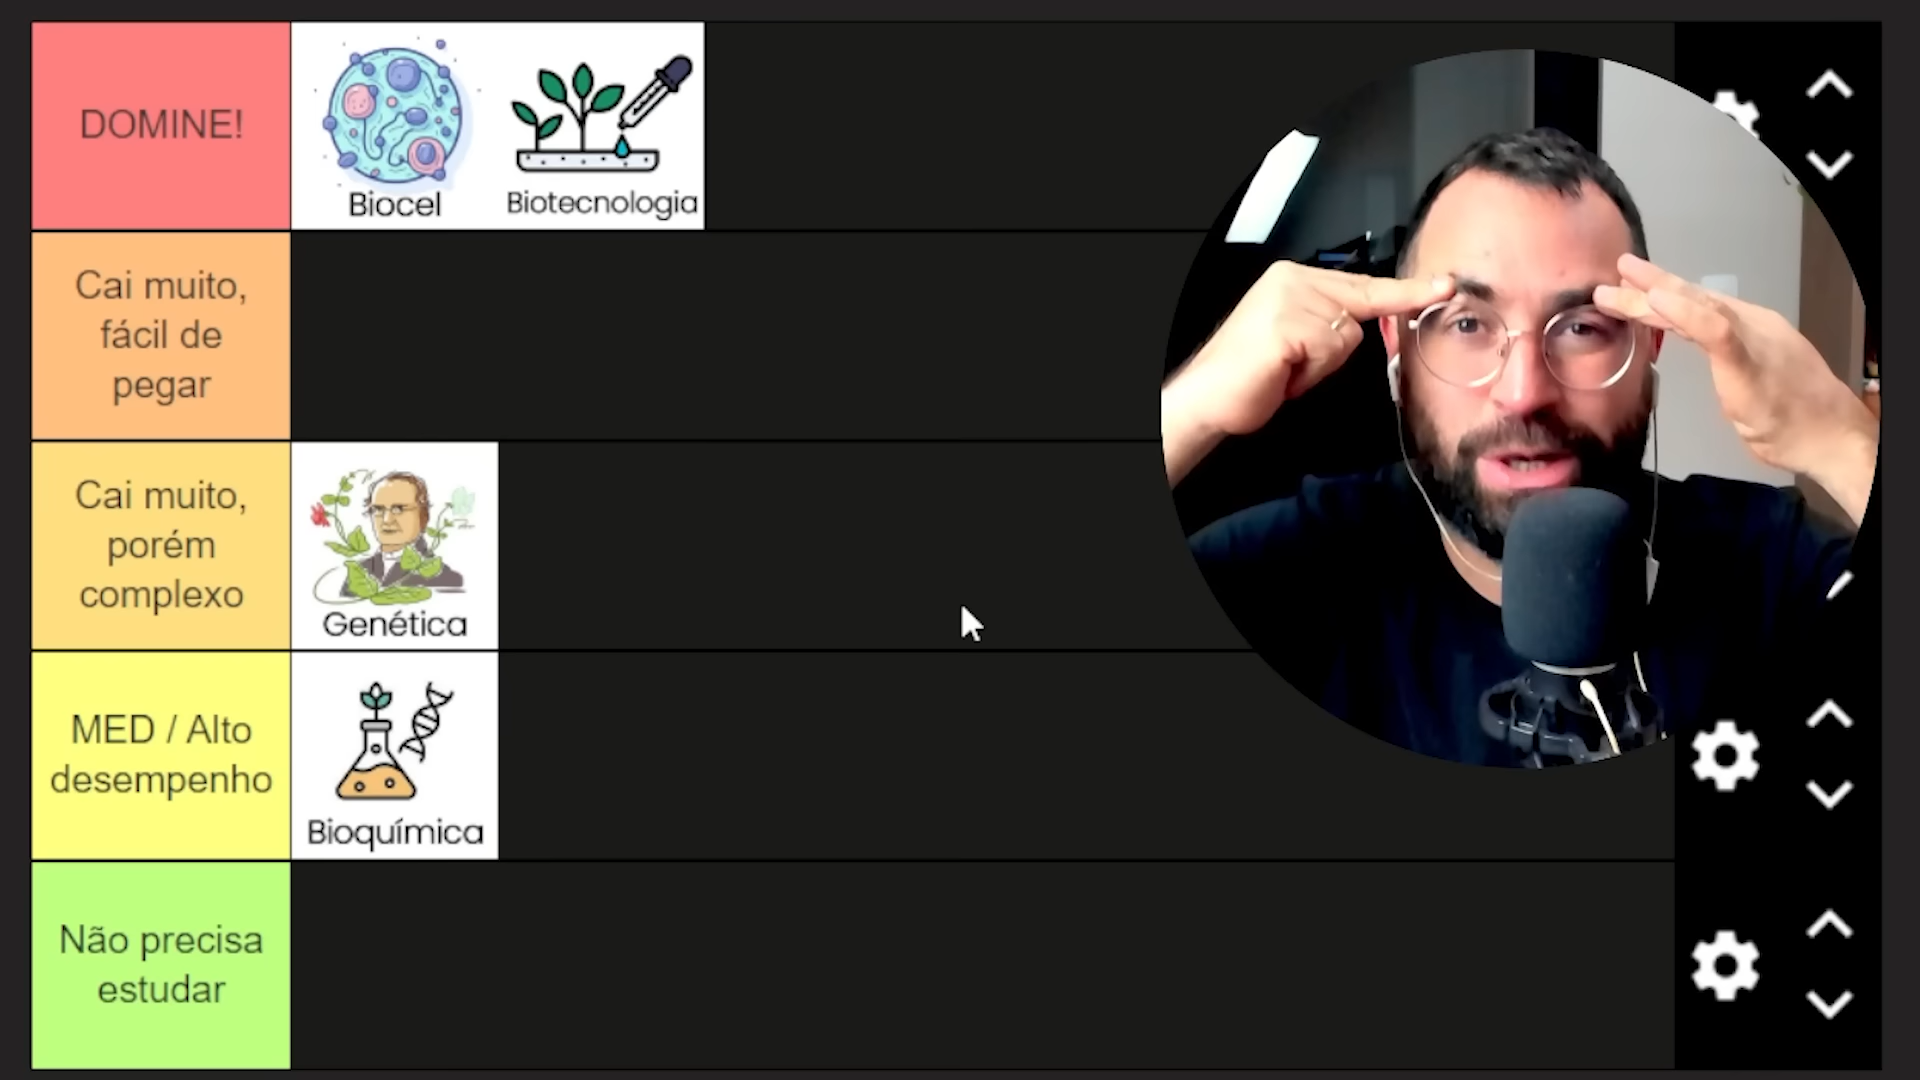 DOMINE!
Biocel
Biotecnologia
Cai muito,
fácil de
pegar
Cai muito,
porém
complexo
Genética
MED / Alto
desempenho
Bioquímica
Não precisa
estudar